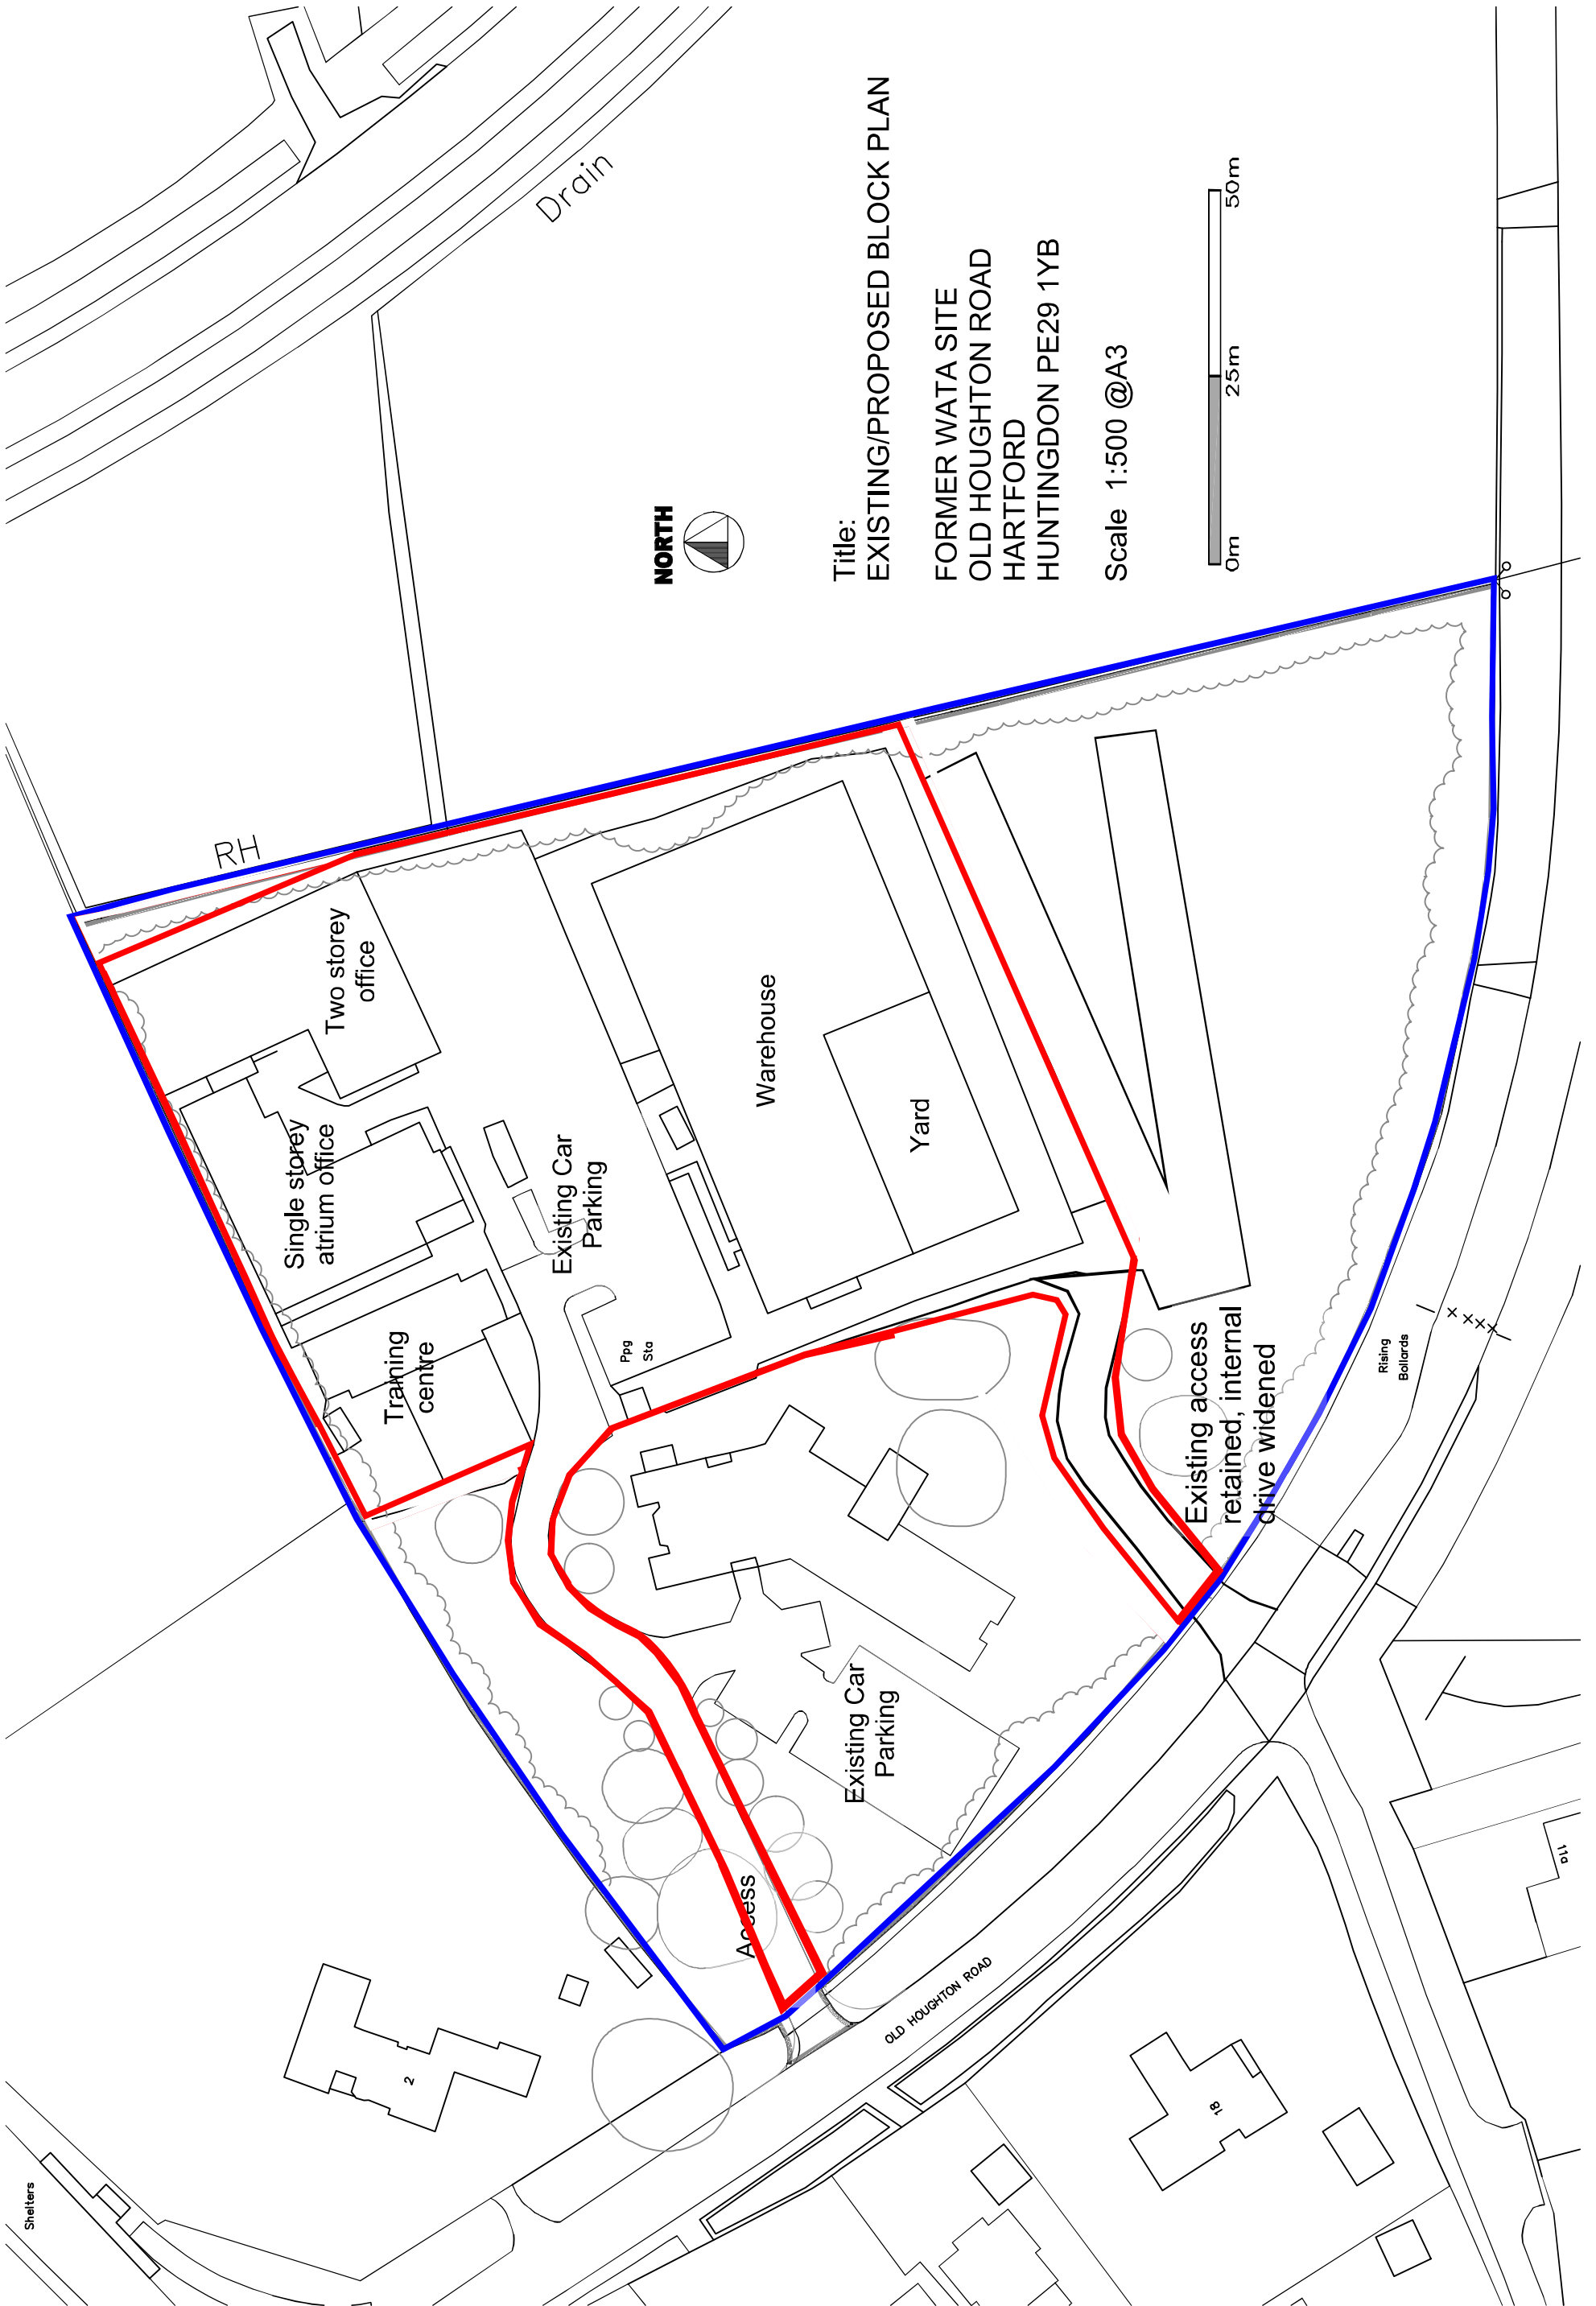 Shelters
2
Drain
RH
NORTH
Title:
EXISTING/PROPOSED BLOCK PLAN
FORMER WATA SITE
OLD HOUGHTON ROAD
HARTFORD
HUNTINGDON PE29 1YB
Scale 1:500 @A3
0m
25m
50m
Two storey
office
Single storey
atrium office
Training
centre
Existing Car
Parking
Ppg
Sta
Warehouse
Yard
Access
Existing Car
Parking
Existing access
retained, internal
drive widened
Rising
Bollards
OLD HOUGHTON ROAD
18
11a